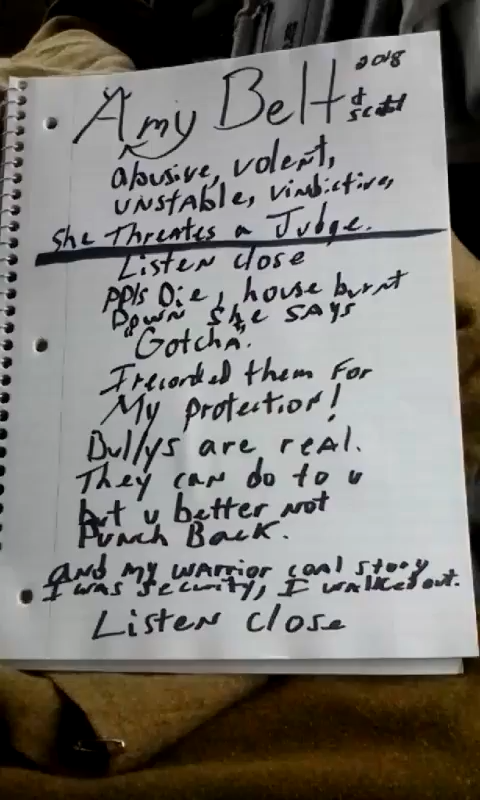 2018
Amy Belt
& Scott
abusive, volent,
unstable, vindictive,
She Threates a Judge.
Listen close
ppls Die, house burnt
Down she says
"Gotcha".
I recorded them for
My protection!
Bullys are real.
They can do to u
but u better not
Punch Back.
and my warrior coal story
I was security, I walked out.
Listen close